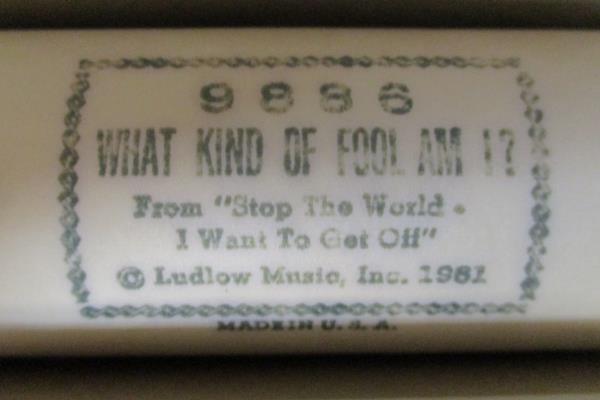 9886
WHAT KIND OF FOOL AM I?
From "Stop The World -
I Want To Get Off"
© Ludlow Music, Inc. 1961
MADE IN U. S. A.